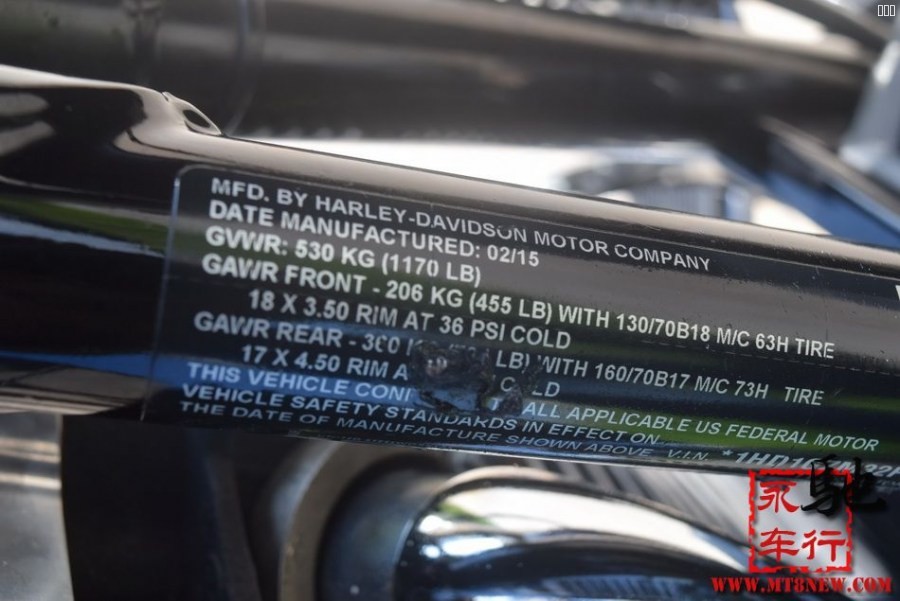 MFD. BY HARLEY-DAVIDSON MOTOR COMPANY
DATE MANUFACTURED: 02/15
GVWR: 530 KG (1170 LB)
GAWR FRONT - 206 KG (455 LB) WITH 130/70B18 M/C 63H TIRE
18 X 3.50 RIM AT 36 PSI COLD
GAWR REAR - LB) WITH 160/70B17 M/C 73H TIRE
17 X 4.50 RIM
THIS VEHICLE ALL APPLICABLE US FEDERAL MOTOR
VEHICLE SAFETY STANDARDS IN EFFECT ON
THE DATE OF MANUFACTURE SHOWN ABOVE. V.I.N.
永驰
车行
WWW.MT8NEW.COM